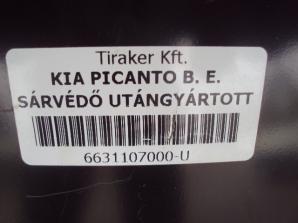 Tiraker Kft.
KIA PICANTO B. E.
SÁRVÉDŐ UTÁNGYÁRTOTT
6631107000-U